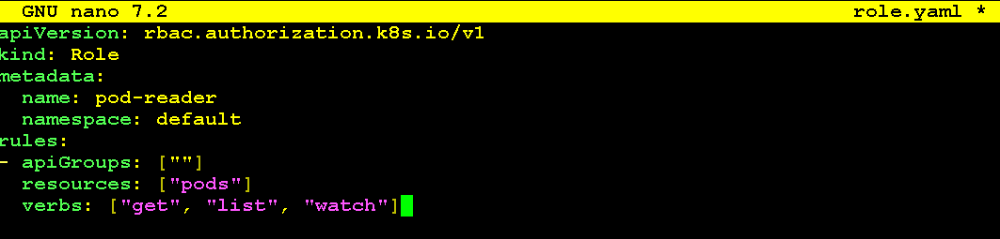 GNU nano 7.2 role.yaml *
apiVersion: rbac.authorization.k8s.io/v1
kind: Role
metadata:
  name: pod-reader
  namespace: default
rules:
- apiGroups: [""]
  resources: ["pods"]
  verbs: ["get", "list", "watch"]